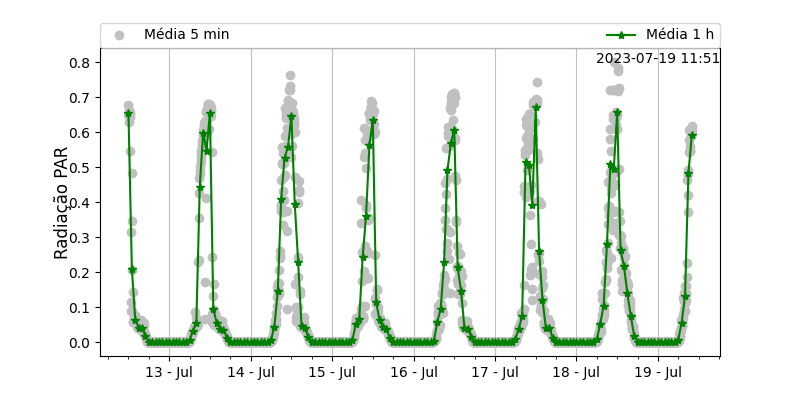 Média 5 min
Média 1 h
2023-07-19 11:51
Radiação PAR
0.8
0.7
0.6
0.5
0.4
0.3
0.2
0.1
0.0
13 - Jul
14 - Jul
15 - Jul
16 - Jul
17 - Jul
18 - Jul
19 - Jul